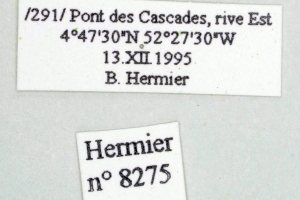 /291/ Pont des Cascades, rive Est
4°47'30"N 52°27'30"W
13.XII.1995
B. Hermier
Hermier
n° 8275